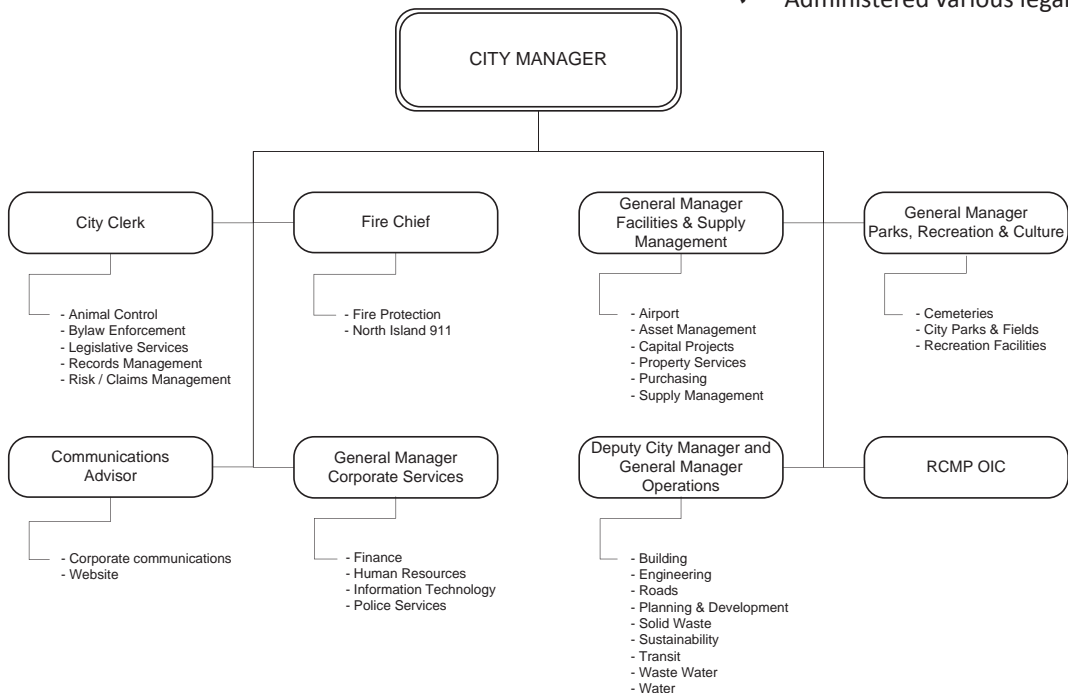 ✓ Administered various legal
CITY MANAGER
City Clerk
- Animal Control
- Bylaw Enforcement
- Legislative Services
- Records Management
- Risk / Claims Management
Fire Chief
- Fire Protection
- North Island 911
General Manager
Facilities & Supply
Management
- Airport
- Asset Management
- Capital Projects
- Property Services
- Purchasing
- Supply Management
General Manager
Parks, Recreation & Culture
- Cemeteries
- City Parks & Fields
- Recreation Facilities
Communications
Advisor
- Corporate communications
- Website
General Manager
Corporate Services
- Finance
- Human Resources
- Information Technology
- Police Services
Deputy City Manager and
General Manager
Operations
- Building
- Engineering
- Roads
- Planning & Development
- Solid Waste
- Sustainability
- Transit
- Waste Water
- Water
RCMP OIC